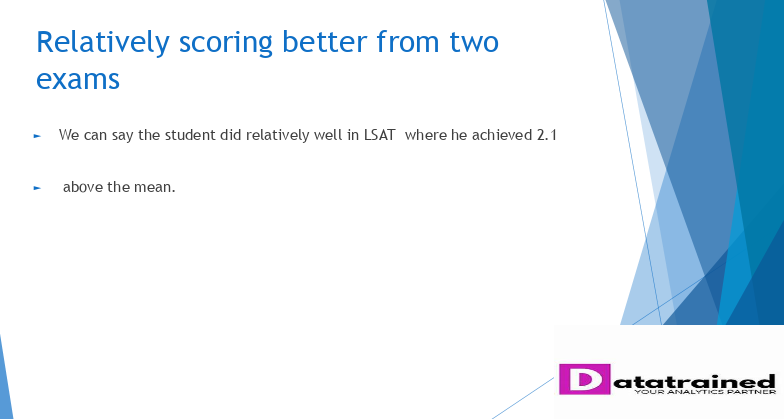 Relatively scoring better from two
exams
► We can say the student did relatively well in LSAT where he achieved 2.1
► above the mean.
Datatrained
YOUR ANALYTICS PARTNER